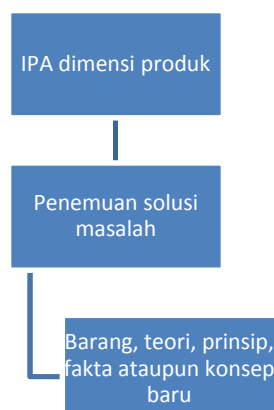 IPA dimensi produk
Penemuan solusi
masalah
Barang, teori, prinsip,
fakta ataupun konsep
baru